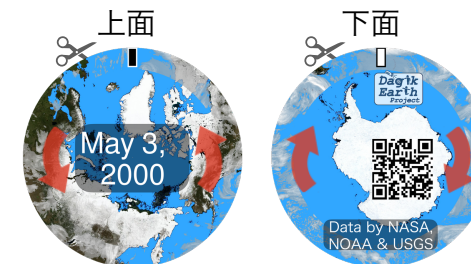 上面
下面
May 3,
2000
Dagik
Earth
Project
Data by NASA,
NOAA & USGS